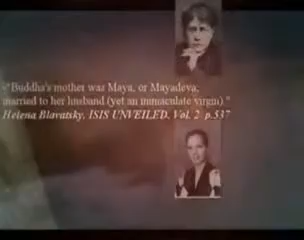 -"Buddha's mother was Maya, or Mayadeva;
married to her husband (yet an immaculate virgin)."
Helena Blavatsky, ISIS UNVEILED, Vol. 2 p.537